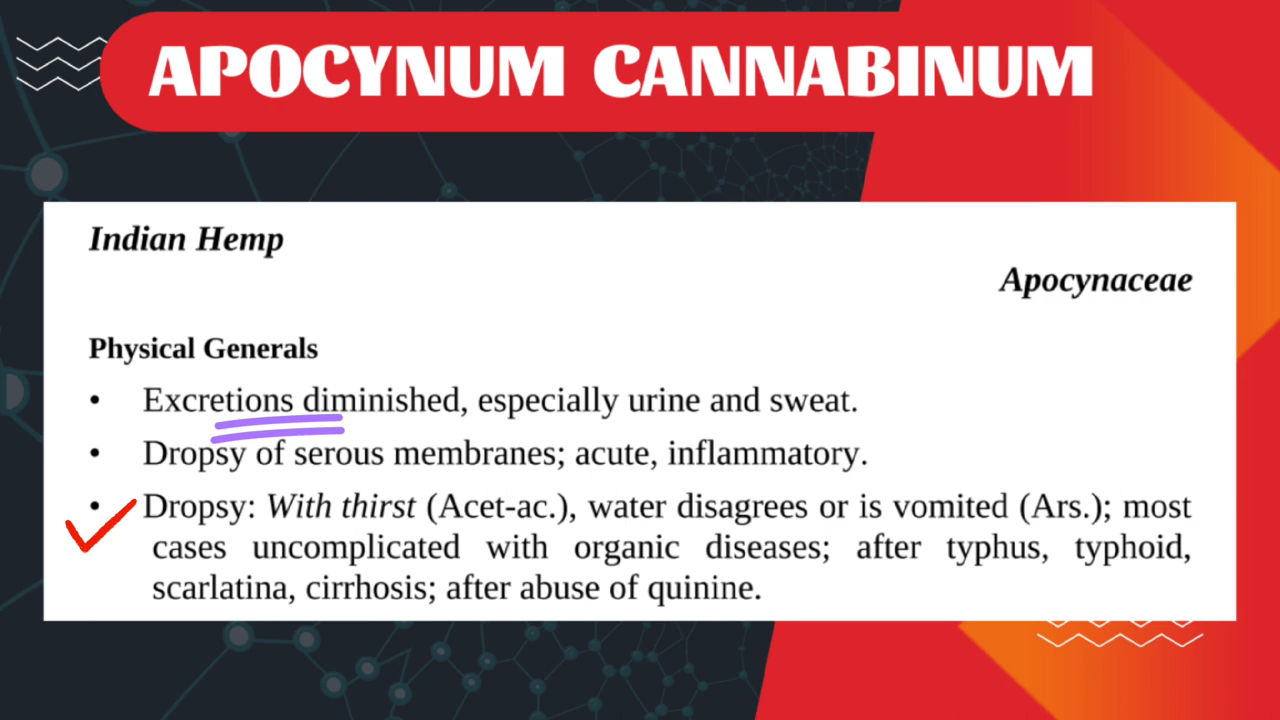 APOCYNUM CANNABINUM
Indian Hemp
Apocynaceae
Physical Generals
• Excretions diminished, especially urine and sweat.
• Dropsy of serous membranes; acute, inflammatory.
• Dropsy: With thirst (Acet-ac.), water disagrees or is vomited (Ars.); most
cases uncomplicated with organic diseases; after typhus, typhoid,
scarlatina, cirrhosis; after abuse of quinine.